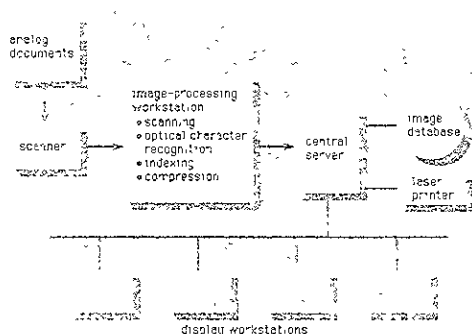 analog
documents
scanner
image-processing
workstation
scanning
optical character
recognition
indexing
compression
central
server
image
database
laser
printer
display workstations